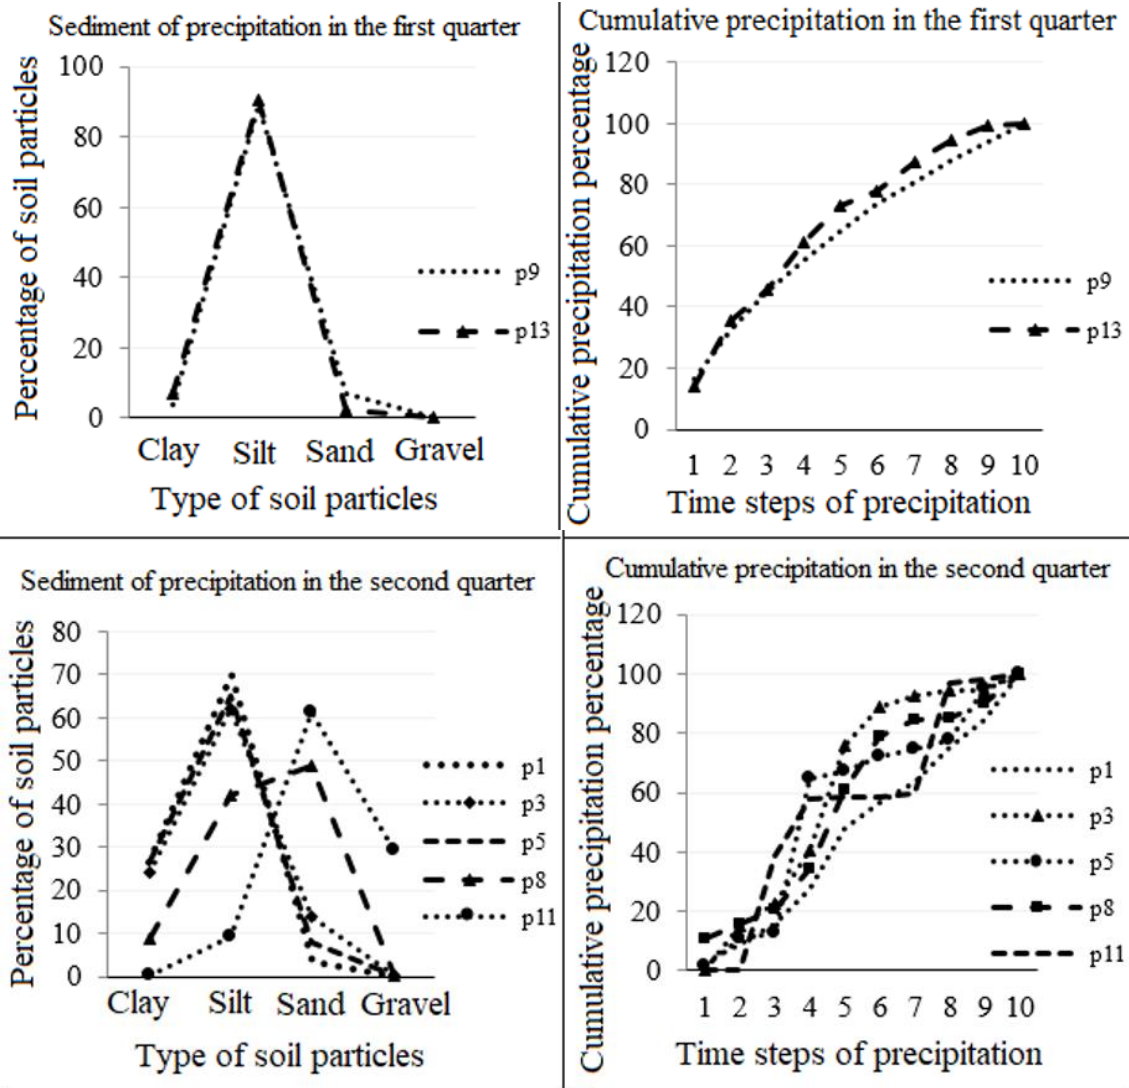 Sediment of precipitation in the first quarter
Percentage of soil particles
100
80
60
40
20
0
Clay Silt Sand Gravel
Type of soil particles
p9
p13
Cumulative precipitation in the first quarter
Cumulative precipitation percentage
120
100
80
60
40
20
0
1 2 3 4 5 6 7 8 9 10
Time steps of precipitation
p9
p13
Sediment of precipitation in the second quarter
Percentage of soil particles
80
70
60
50
40
30
20
10
0
Clay Silt Sand Gravel
Type of soil particles
p1
p3
p5
p8
p11
Cumulative precipitation in the second quarter
Cumulative precipitation percentage
120
100
80
60
40
20
0
1 2 3 4 5 6 7 8 9 10
Time steps of precipitation
p1
p3
p5
p8
p11